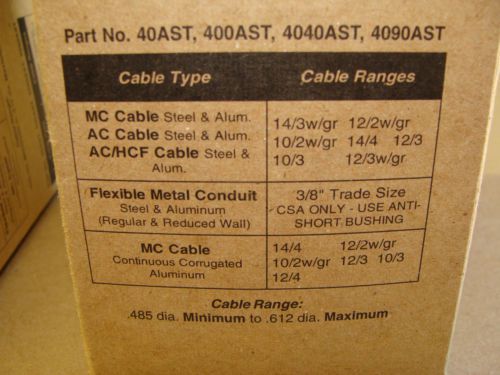 Part No. 40AST, 400AST, 4040AST, 4090AST
Cable Type Cable Ranges
MC Cable Steel & Alum.
AC Cable Steel & Alum.
AC/HCF Cable Steel &
Alum.
14/3w/gr 12/2w/gr
10/2w/gr 14/4 12/3
10/3 12/3w/gr
Flexible Metal Conduit
Steel & Aluminum
(Regular & Reduced Wall)
3/8" Trade Size
CSA ONLY - USE ANTI-
SHORT BUSHING
MC Cable
Continuous Corrugated
Aluminum
14/4 12/2w/gr
10/2w/gr 12/3 10/3
12/4
Cable Range:
.485 dia. Minimum to .612 dia. Maximum